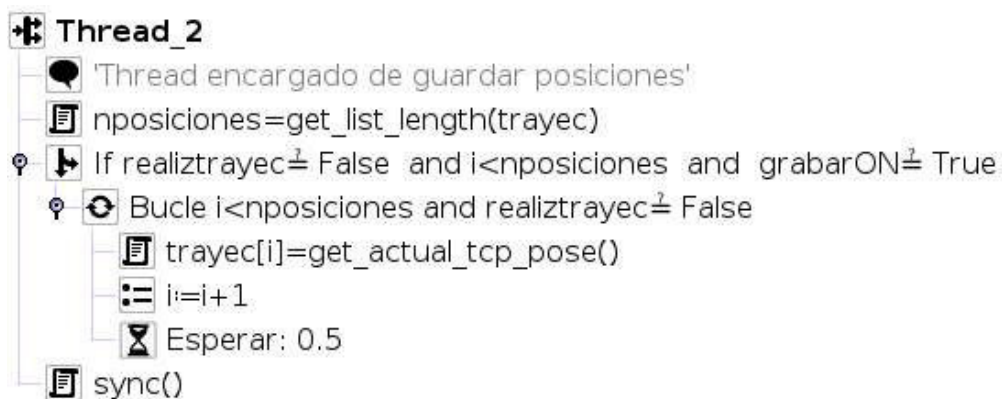 Thread_2
'Thread encargado de guardar posiciones'
nposiciones=get_list_length(trayec)
If realiztrayec≟ False and i<nposiciones and grabarON≟ True
Bucle i<nposiciones and realiztrayec≟ False
trayec[i]=get_actual_tcp_pose()
i≔i+1
Esperar: 0.5
sync()